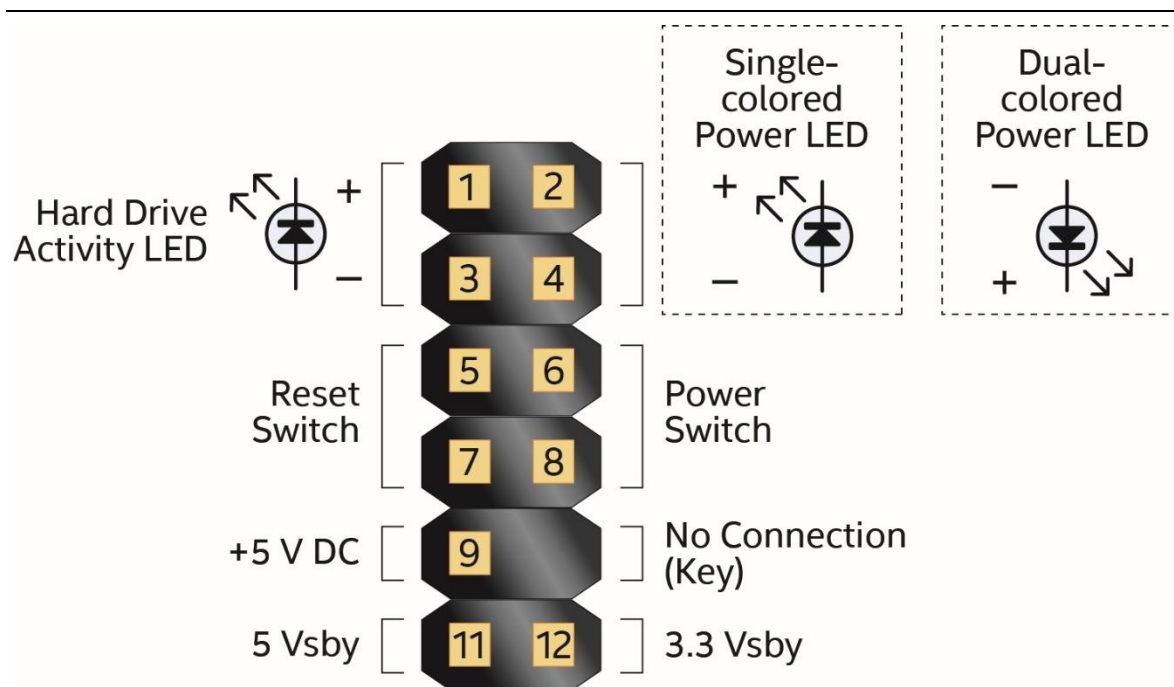 Single-
colored
Power LED
+
−
Dual-
colored
Power LED
−
+
Hard Drive
Activity LED
+
−
1 2
3 4
Reset
Switch
5 6
7 8
Power
Switch
+5 V DC
9
No Connection
(Key)
5 Vsby
11 12
3.3 Vsby